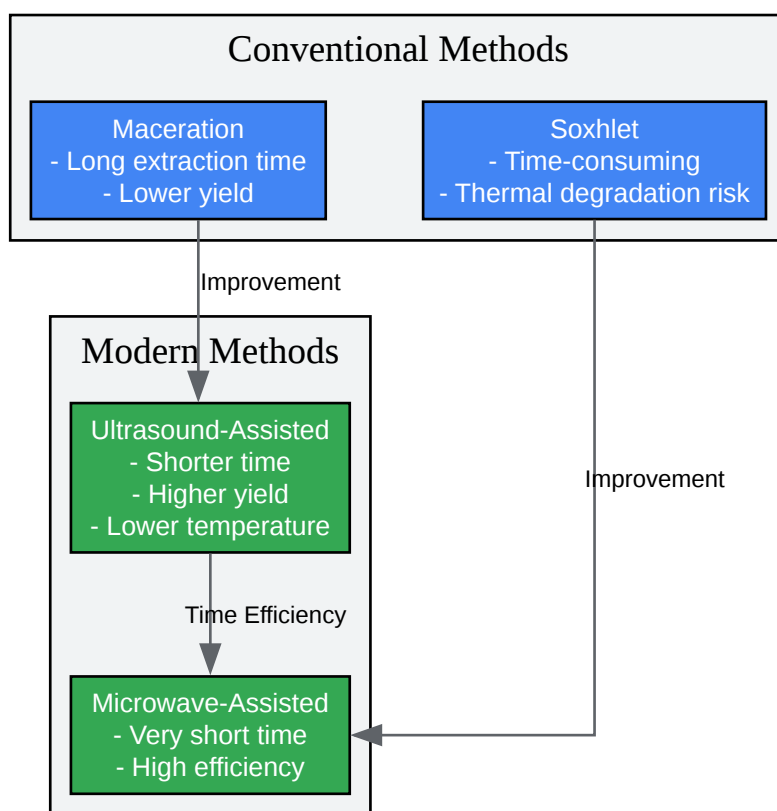 Conventional Methods
Maceration
- Long extraction time
- Lower yield
Soxhlet
- Time-consuming
- Thermal degradation risk
Improvement
Modern Methods
Ultrasound-Assisted
- Shorter time
- Higher yield
- Lower temperature
Improvement
Time Efficiency
Microwave-Assisted
- Very short time
- High efficiency